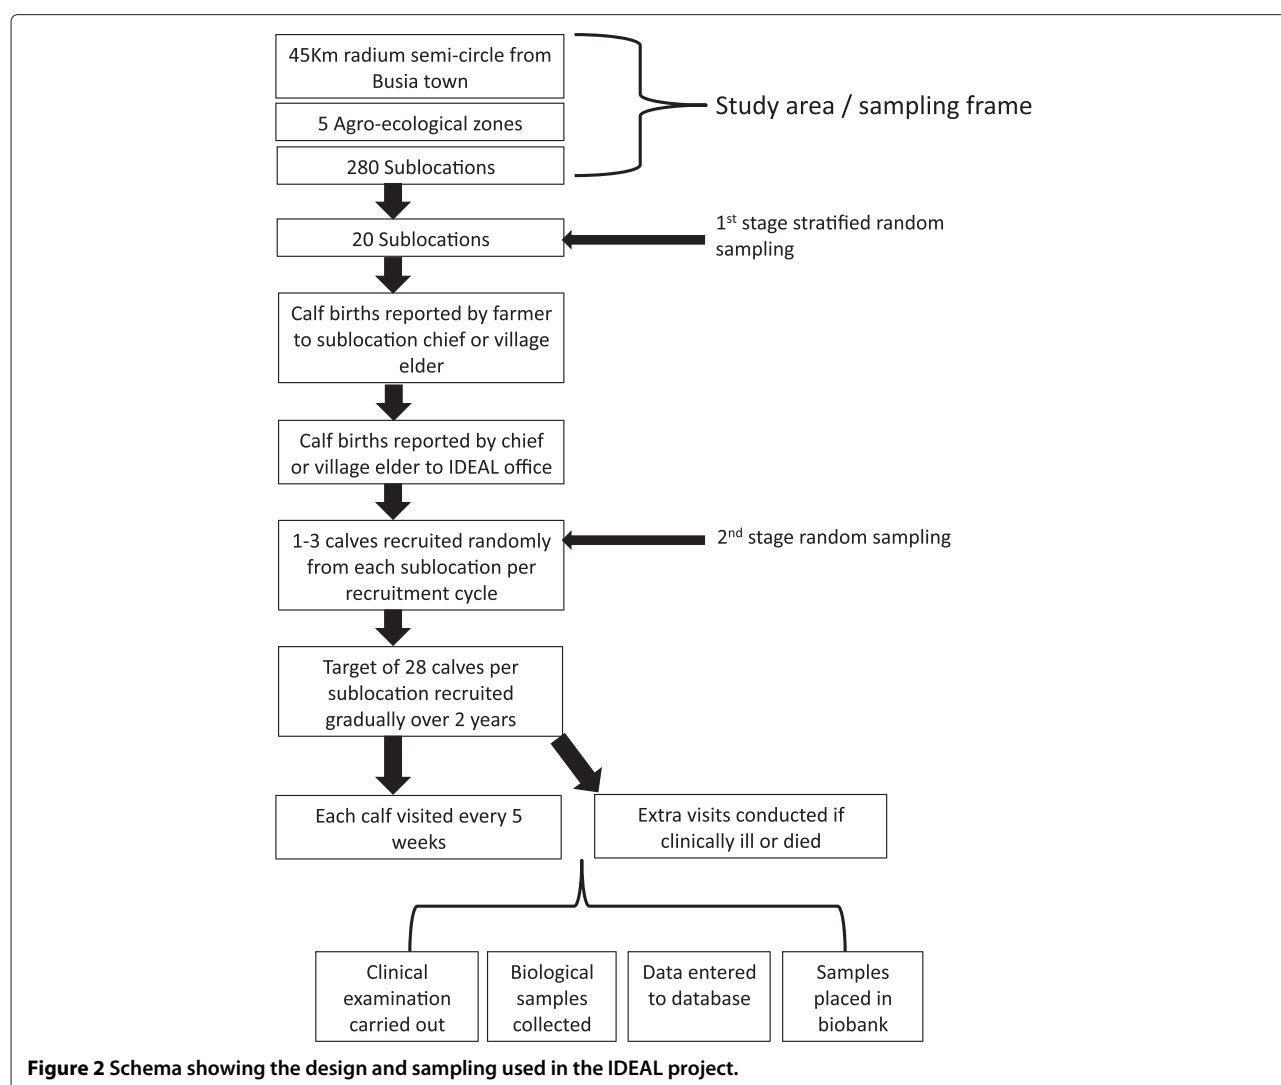 45Km radium semi-circle from
Busia town
5 Agro-ecological zones
280 Sublocations
Study area / sampling frame
20 Sublocations
1st stage stratified random
sampling
Calf births reported by farmer
to sublocation chief or village
elder
Calf births reported by chief
or village elder to IDEAL office
1-3 calves recruited randomly
from each sublocation per
recruitment cycle
2nd stage random sampling
Target of 28 calves per
sublocation recruited
gradually over 2 years
Each calf visited every 5
weeks
Extra visits conducted if
clinically ill or died
Clinical
examination
carried out
Biological
samples
collected
Data entered
to database
Samples
placed in
biobank
Figure 2 Schema showing the design and sampling used in the IDEAL project.